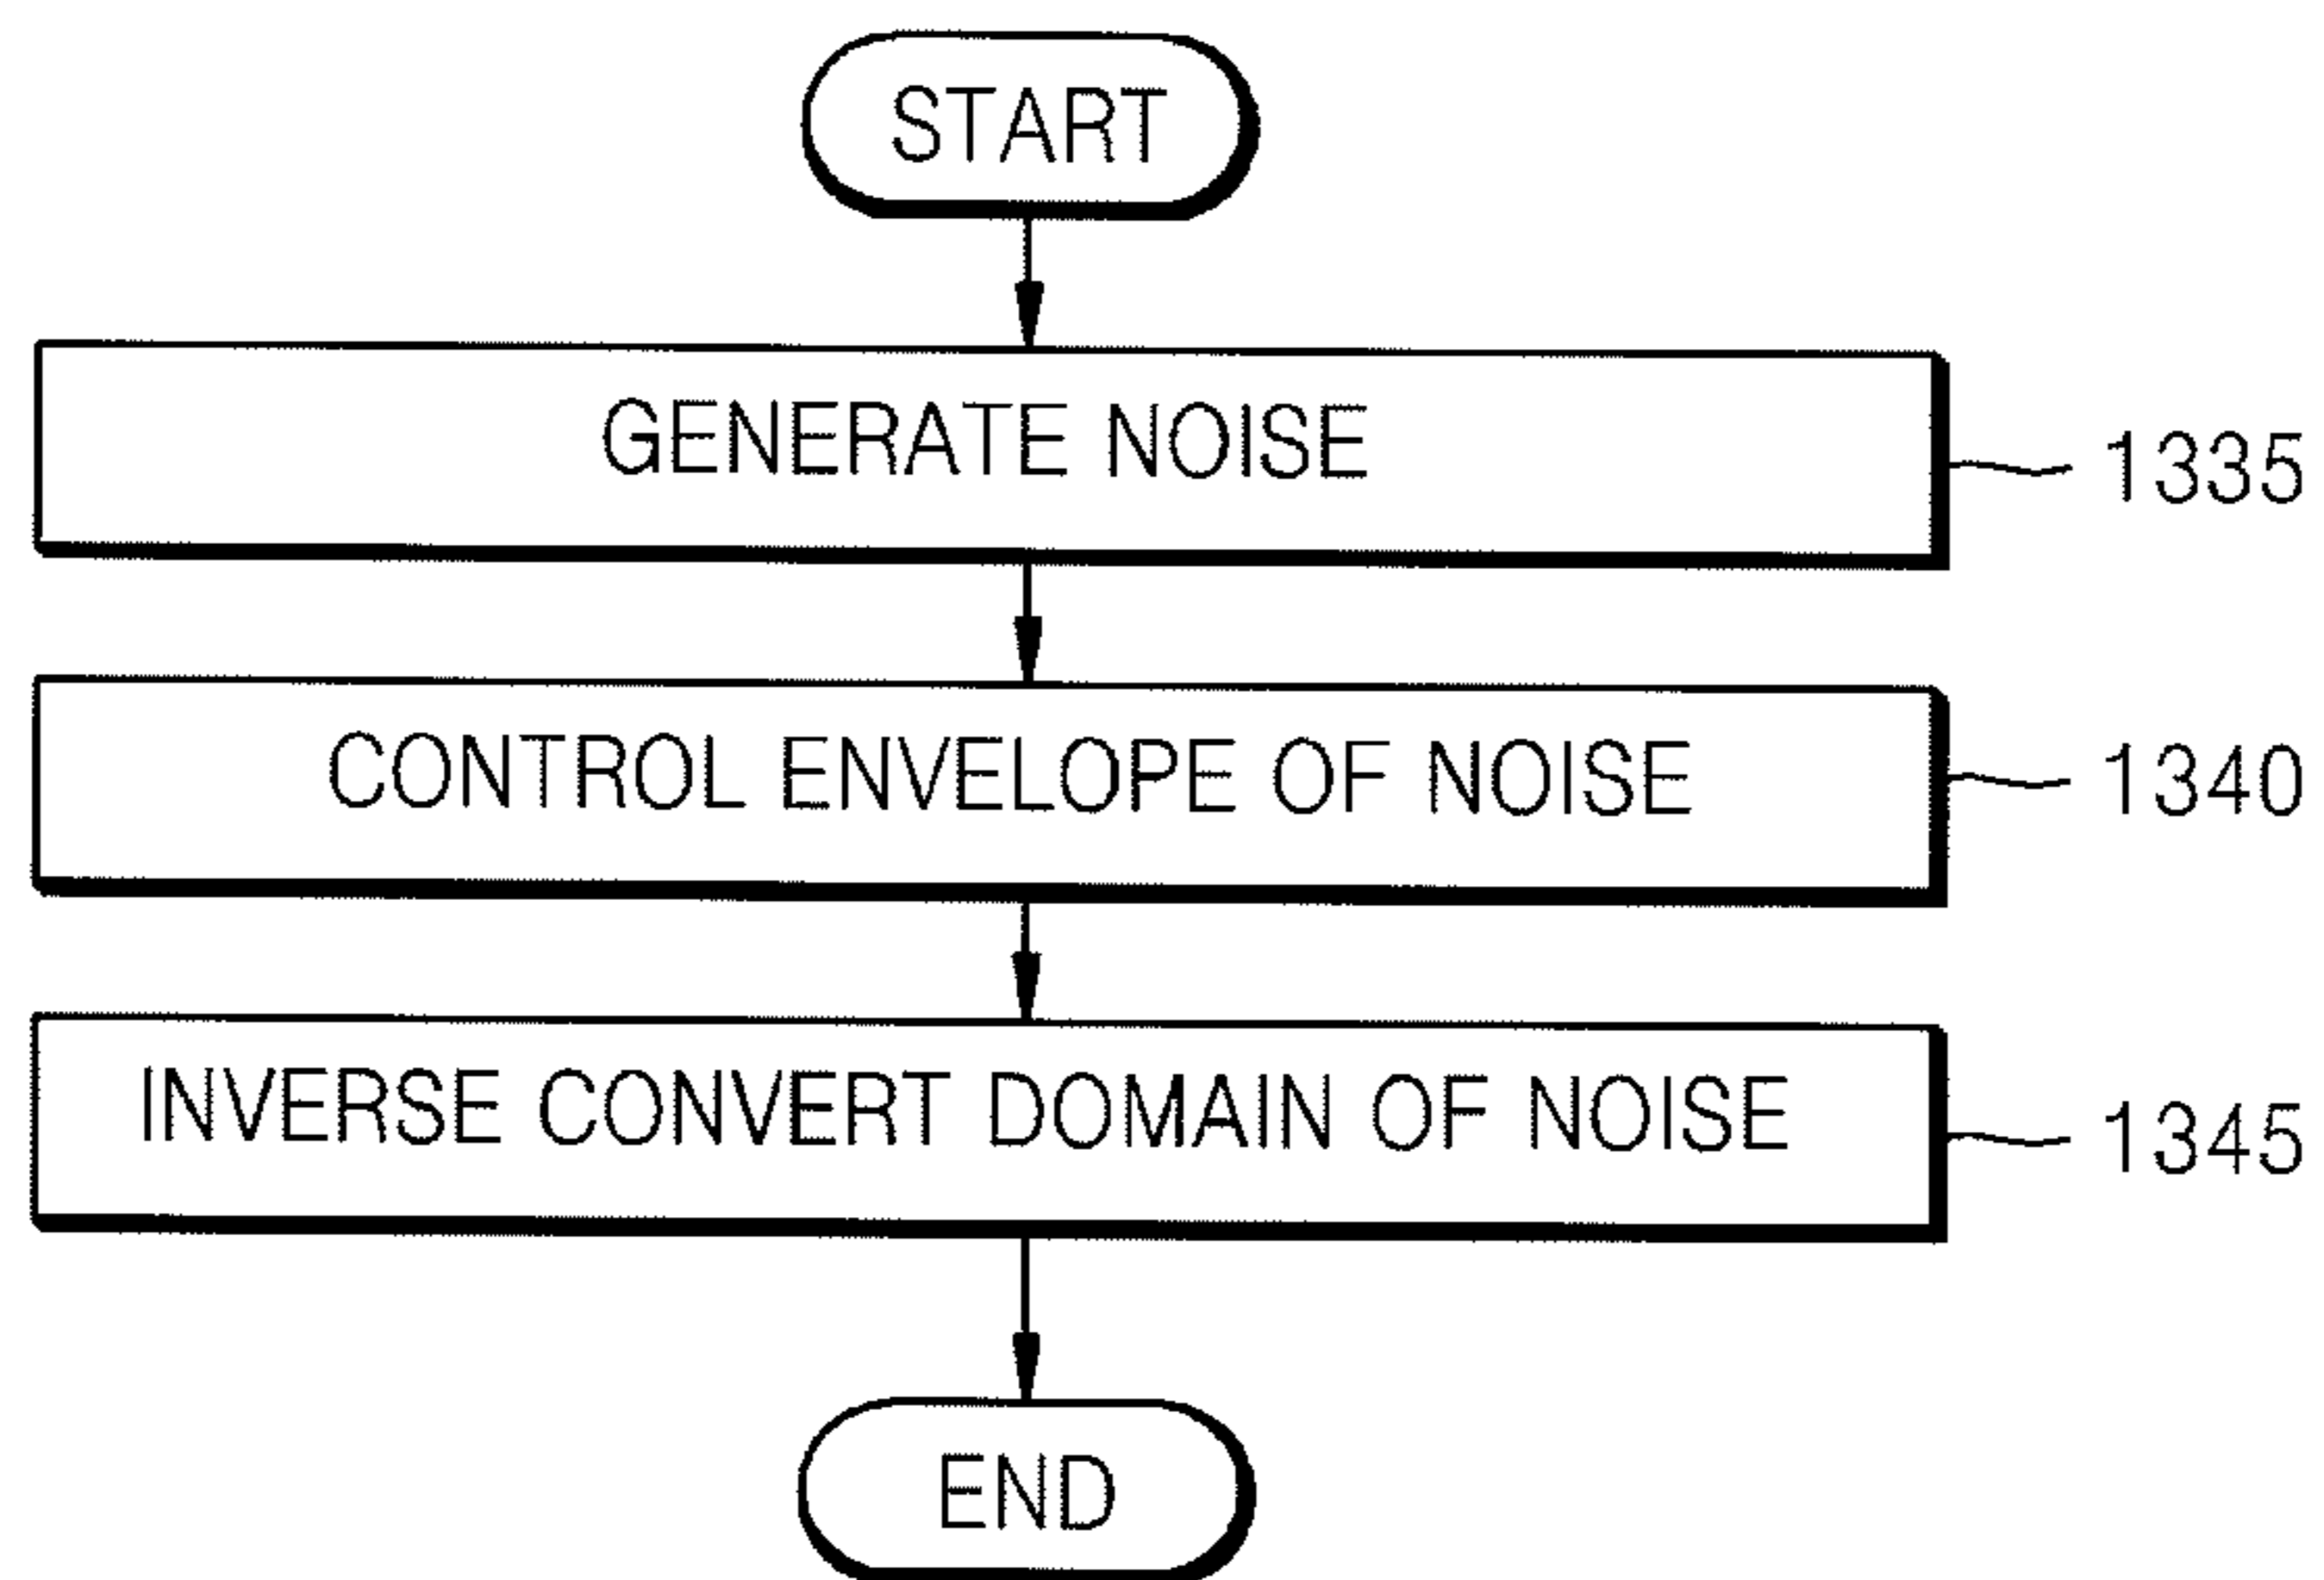 START
GENERATE NOISE
1335
CONTROL ENVELOPE OF NOISE
1340
INVERSE CONVERT DOMAIN OF NOISE
1345
END